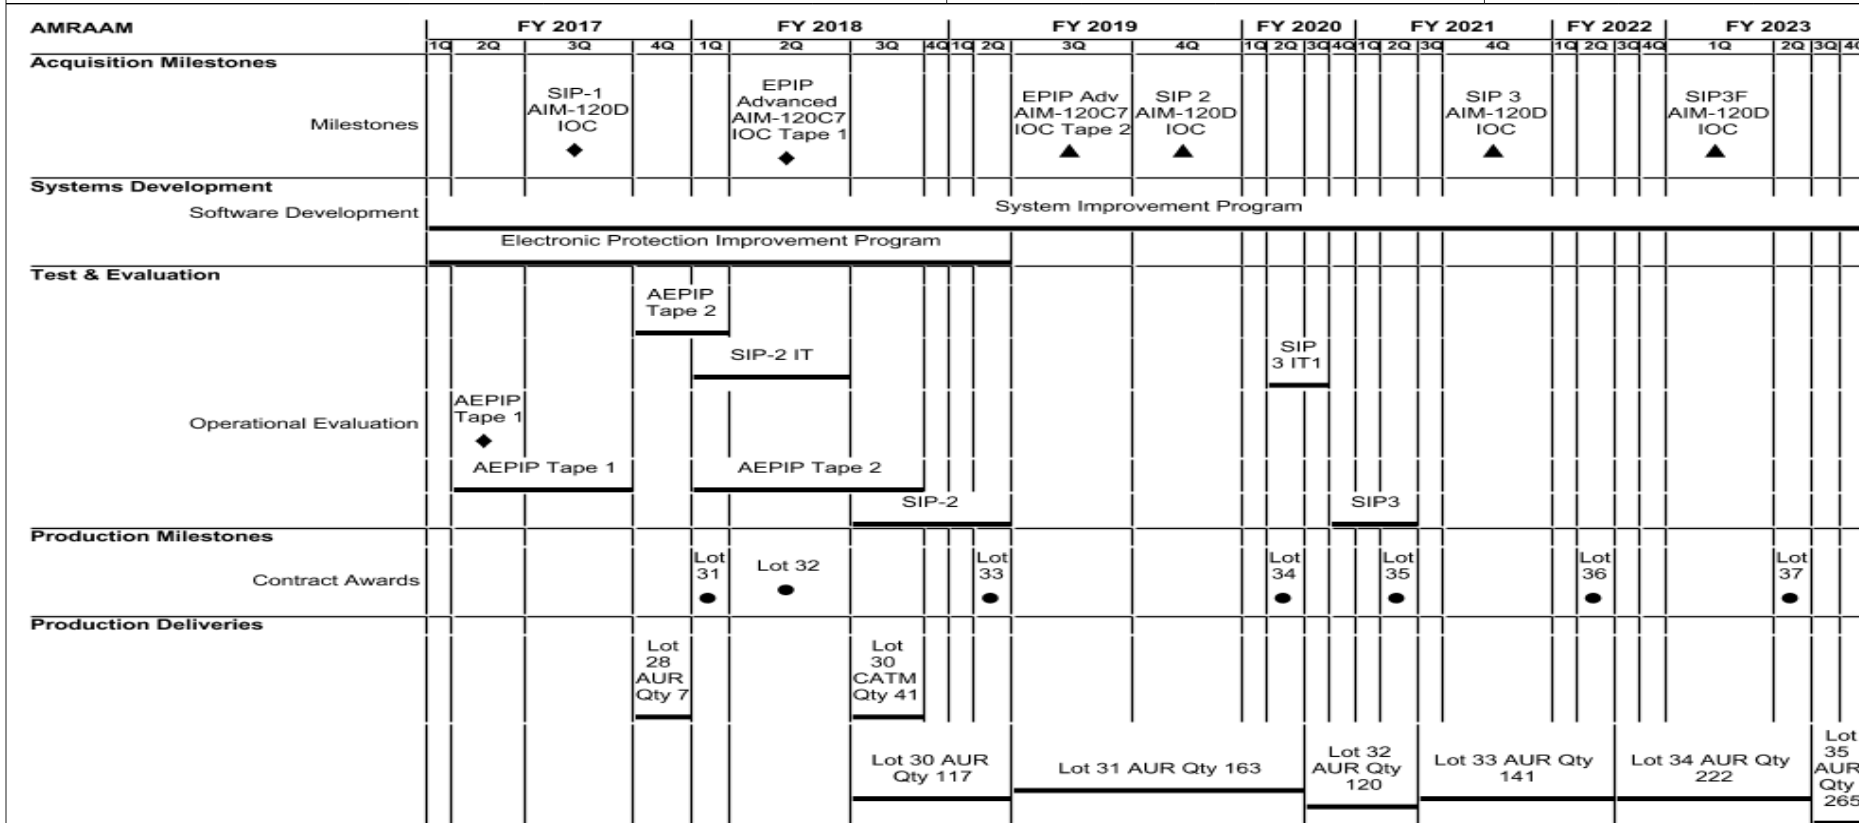 AMRAAM FY 2017 FY 2018 FY 2019 FY 2020 FY 2021 FY 2022 FY 2023
1Q 2Q 3Q 4Q 1Q 2Q 3Q 4Q 1Q 2Q 3Q 4Q 1Q 2Q 3Q 4Q 1Q 2Q 3Q 4Q 1Q 2Q 3Q 4Q 1Q 2Q 3Q
Acquisition Milestones
Milestones
SIP-1
AIM-120D
IOC
EPIP
Advanced
AIM-120C7
IOC Tape 1
EPIP Adv
AIM-120C7
IOC Tape 2
SIP 2
AIM-120D
IOC
SIP 3
AIM-120D
IOC
SIP3F
AIM-120D
IOC
Systems Development
Software Development
System Improvement Program
Electronic Protection Improvement Program
Test & Evaluation
AEPIP
Tape 2
SIP-2 IT
SIP
3 IT1
Operational Evaluation
AEPIP
Tape 1
AEPIP Tape 1
AEPIP Tape 2
SIP-2
SIP3
Production Milestones
Contract Awards
Lot
31
Lot 32
Lot
33
Lot
34
Lot
35
Lot
36
Lot
37
Production Deliveries
Lot
28
AUR
Qty 7
Lot
30
CATM
Qty 41
Lot 30 AUR
Qty 117
Lot 31 AUR Qty 163
Lot 32
AUR Qty
120
Lot 33 AUR Qty
141
Lot 34 AUR Qty
222
Lot
35
AUR
Qty
265